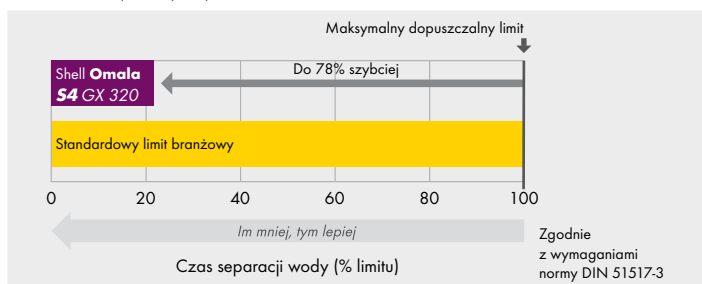 Maksymalny dopuszczalny limit
Shell Omala
S4 GX 320
Do 78% szybciej
Standardowy limit branżowy
0 20 40 60 80 100
Im mniej, tym lepiej
Czas separacji wody (% limitu)
Zgodnie
z wymaganiami
normy DIN 51517-3